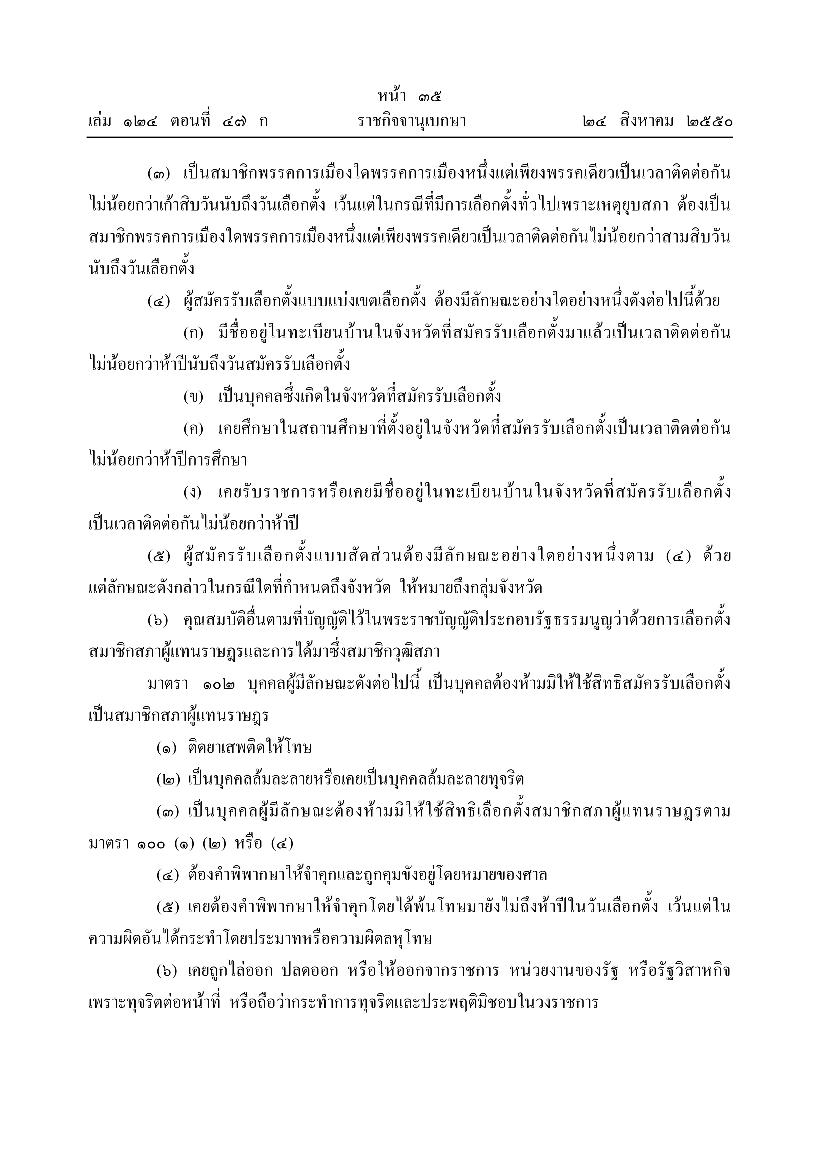 หน้า ๓๕
เล่ม ๑๒๔ ตอนที่ ๔๗ ก ราชกิจจานุเบกษา ๒๔ สิงหาคม ๒๕๕๐
(๓) เป็นสมาชิกพรรคการเมืองใดพรรคการเมืองหนึ่งแต่เพียงพรรคเดียวเป็นเวลาติดต่อกัน
ไม่น้อยกว่าเก้าสิบวันนับถึงวันเลือกตั้ง เว้นแต่ในกรณีที่มีการเลือกตั้งทั่วไปเพราะเหตุยุบสภา ต้องเป็น
สมาชิกพรรคการเมืองใดพรรคการเมืองหนึ่งแต่เพียงพรรคเดียวเป็นเวลาติดต่อกันไม่น้อยกว่าสามสิบวัน
นับถึงวันเลือกตั้ง
(๔) ผู้สมัครรับเลือกตั้งแบบแบ่งเขตเลือกตั้ง ต้องมีลักษณะอย่างใดอย่างหนึ่งดังต่อไปนี้ด้วย
(ก) มีชื่ออยู่ในทะเบียนบ้านในจังหวัดที่สมัครรับเลือกตั้งมาแล้วเป็นเวลาติดต่อกัน
ไม่น้อยกว่าห้าปีนับถึงวันสมัครรับเลือกตั้ง
(ข) เป็นบุคคลซึ่งเกิดในจังหวัดที่สมัครรับเลือกตั้ง
(ค) เคยศึกษาในสถานศึกษาที่ตั้งอยู่ในจังหวัดที่สมัครรับเลือกตั้งเป็นเวลาติดต่อกัน
ไม่น้อยกว่าห้าปีการศึกษา
(ง) เคยรับราชการหรือเคยมีชื่ออยู่ในทะเบียนบ้านในจังหวัดที่สมัครรับเลือกตั้ง
เป็นเวลาติดต่อกันไม่น้อยกว่าห้าปี
(๕) ผู้สมัครรับเลือกตั้งแบบสัดส่วนต้องมีลักษณะอย่างใดอย่างหนึ่งตาม (๔) ด้วย
แต่ลักษณะดังกล่าวในกรณีใดที่กำหนดถึงจังหวัด ให้หมายถึงกลุ่มจังหวัด
(๖) คุณสมบัติอื่นตามที่บัญญัติไว้ในพระราชบัญญัติประกอบรัฐธรรมนูญว่าด้วยการเลือกตั้ง
สมาชิกสภาผู้แทนราษฎรและการได้มาซึ่งสมาชิกวุฒิสภา
มาตรา ๑๐๒ บุคคลผู้มีลักษณะดังต่อไปนี้ เป็นบุคคลต้องห้ามมิให้ใช้สิทธิสมัครรับเลือกตั้ง
เป็นสมาชิกสภาผู้แทนราษฎร
(๑) ติดยาเสพติดให้โทษ
(๒) เป็นบุคคลล้มละลายหรือเคยเป็นบุคคลล้มละลายทุจริต
(๓) เป็นบุคคลผู้มีลักษณะต้องห้ามมิให้ใช้สิทธิเลือกตั้งสมาชิกสภาผู้แทนราษฎรตาม
มาตรา ๑๐๐ (๑) (๒) หรือ (๔)
(๔) ต้องคำพิพากษาให้จำคุกและถูกคุมขังอยู่โดยหมายของศาล
(๕) เคยต้องคำพิพากษาให้จำคุกโดยได้พ้นโทษมายังไม่ถึงห้าปีในวันเลือกตั้ง เว้นแต่ใน
ความผิดอันได้กระทำโดยประมาทหรือความผิดลหุโทษ
(๖) เคยถูกไล่ออก ปลดออก หรือให้ออกจากราชการ หน่วยงานของรัฐ หรือรัฐวิสาหกิจ
เพราะทุจริตต่อหน้าที่ หรือถือว่ากระทำการทุจริตและประพฤติมิชอบในวงราชการ